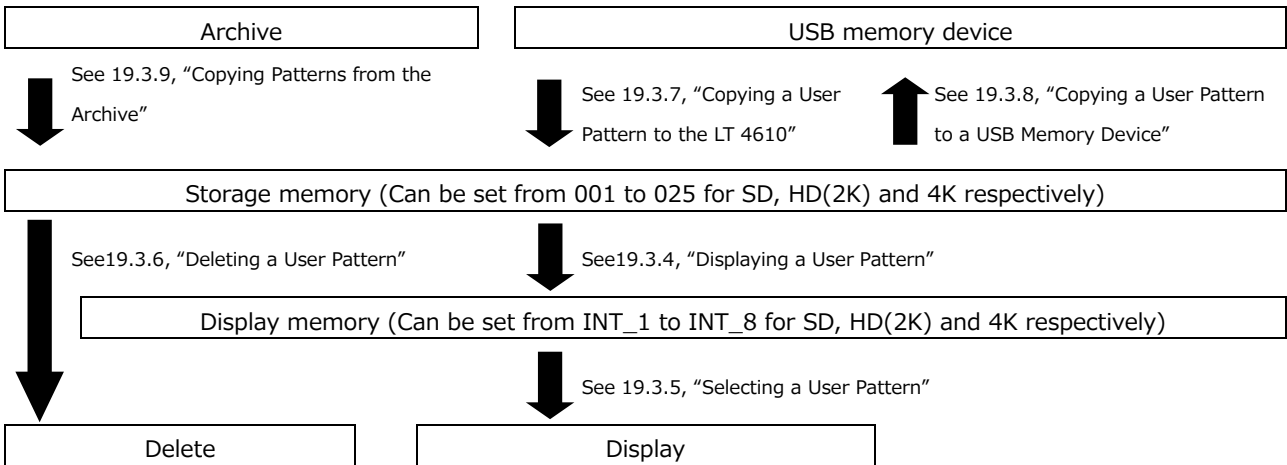 Archive
USB memory device
See 19.3.9, “Copying Patterns from the
Archive”
See 19.3.7, “Copying a User
Pattern to the LT 4610”
See 19.3.8, “Copying a User Pattern
to a USB Memory Device”
Storage memory (Can be set from 001 to 025 for SD, HD(2K) and 4K respectively)
See19.3.6, “Deleting a User Pattern”
See19.3.4, “Displaying a User Pattern”
Display memory (Can be set from INT_1 to INT_8 for SD, HD(2K) and 4K respectively)
See 19.3.5, “Selecting a User Pattern”
Delete
Display